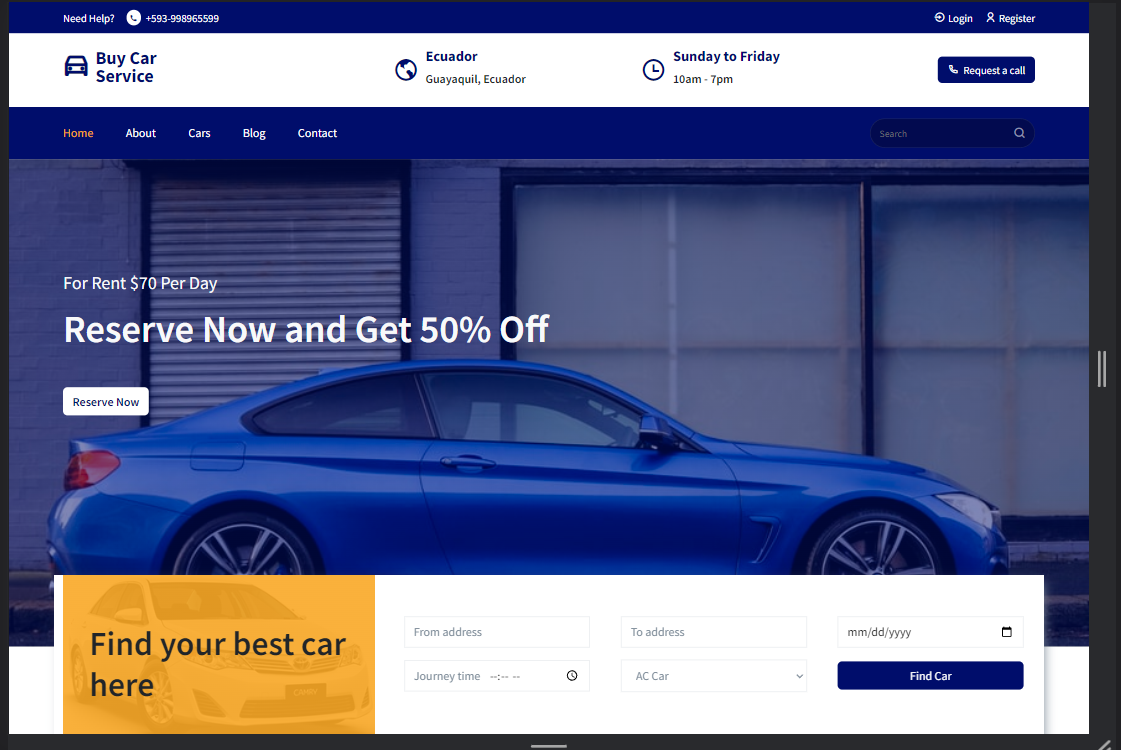 Need Help? +593-998965599 Login Register
Buy Car
Service
Ecuador
Guayaquil, Ecuador
Sunday to Friday
10am - 7pm
Request a call
Home About Cars Blog Contact Search
For Rent $70 Per Day
Reserve Now and Get 50% Off
Reserve Now
Find your best car
here
From address To address mm/dd/yyyy
Journey time --:-- -- AC Car Find Car
CAMRY